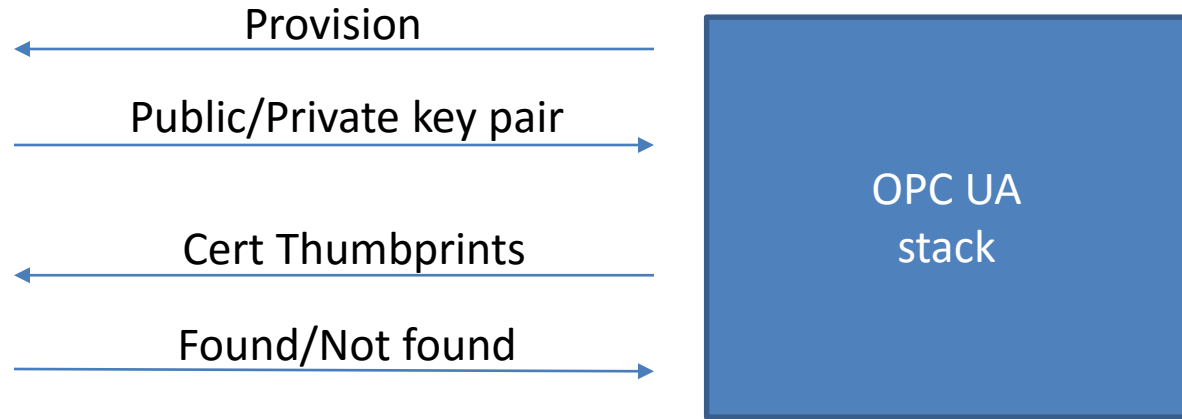 Provision
Public/Private key pair
Cert Thumbprints
Found/Not found
OPC UA
stack